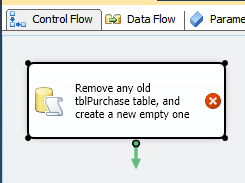 Control Flow
Data Flow
Parame
Remove any old
tblPurchase table, and
create a new empty one